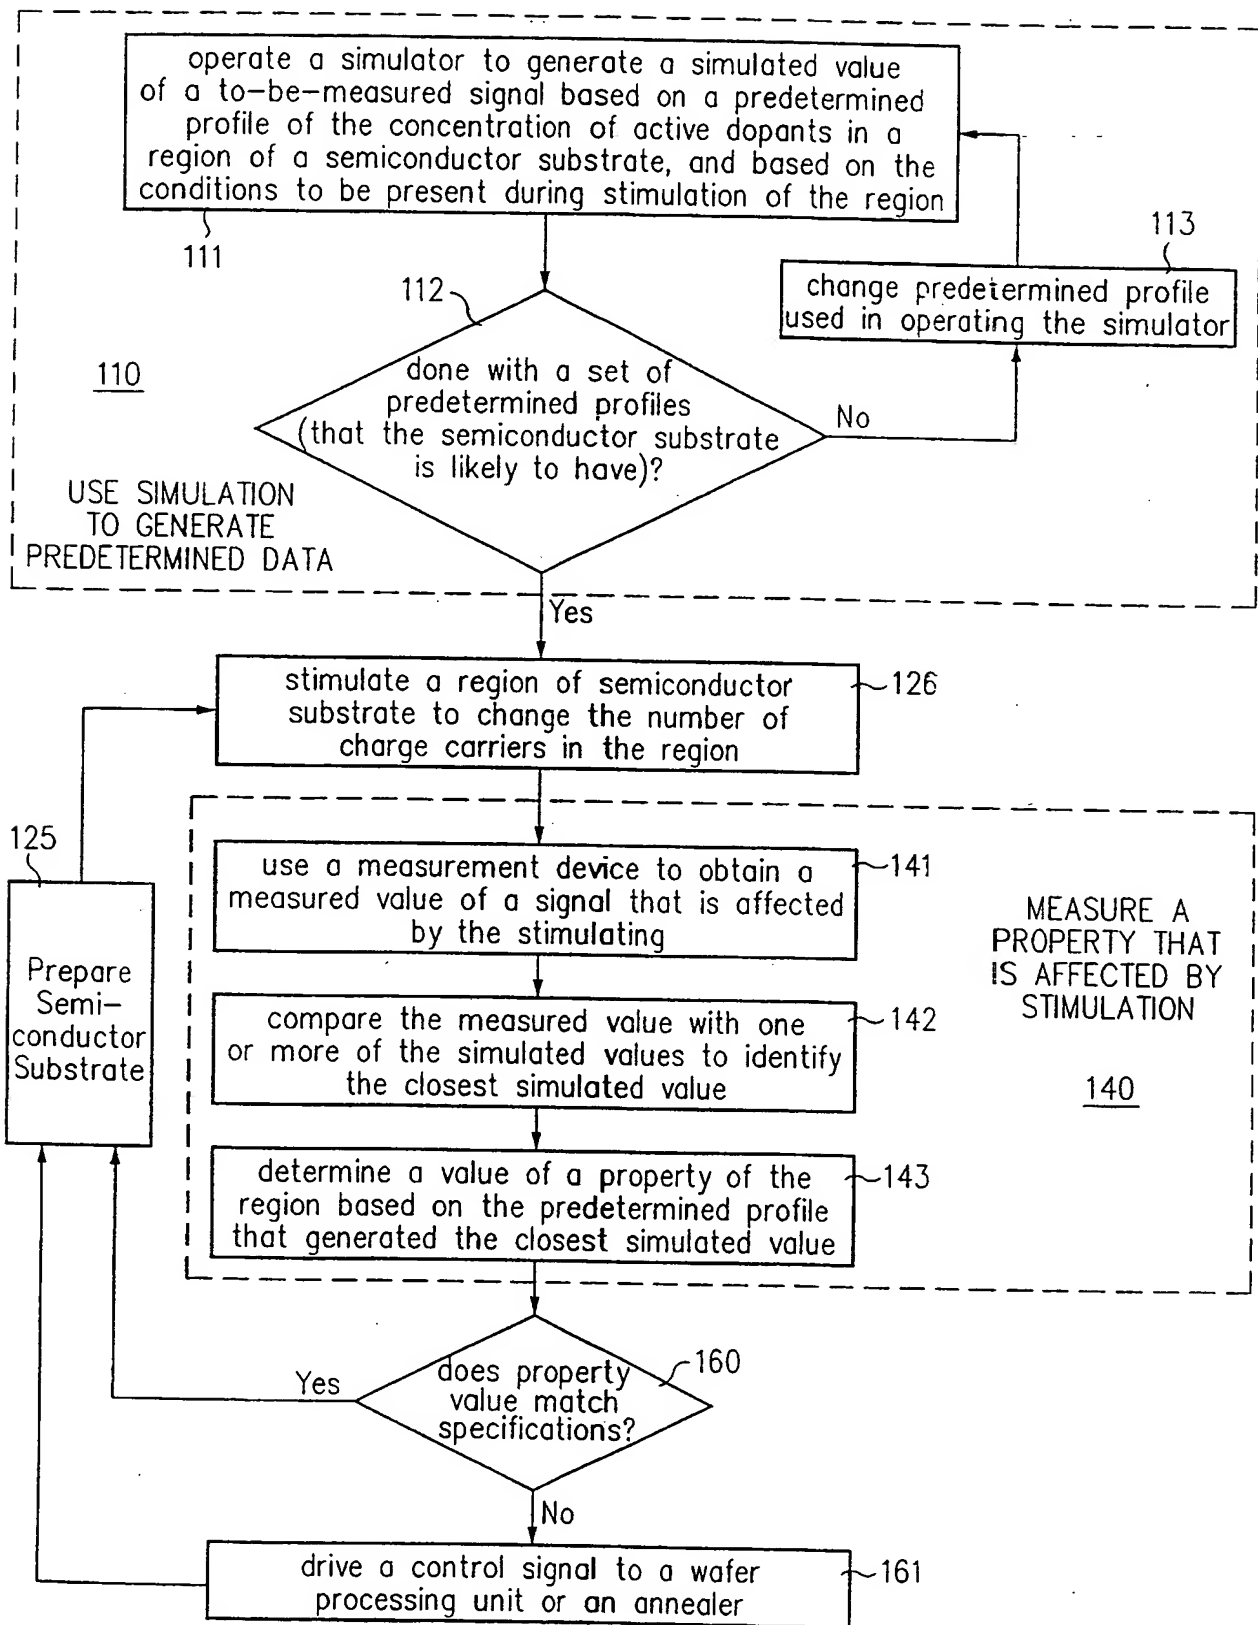 operate a simulator to generate a simulated value
of a to-be-measured signal based on a predetermined
profile of the concentration of active dopants in a
region of a semiconductor substrate, and based on the
conditions to be present during stimulation of the region
111
113
change predetermined profile
used in operating the simulator
112
done with a set of
predetermined profiles
(that the semiconductor substrate
is likely to have)?
No
110
USE SIMULATION
TO GENERATE
PREDETERMINED DATA
Yes
stimulate a region of semiconductor
substrate to change the number of
charge carriers in the region
126
125
Prepare
Semi-
conductor
Substrate
use a measurement device to obtain a
measured value of a signal that is affected
by the stimulating
141
MEASURE A
PROPERTY THAT
IS AFFECTED BY
STIMULATION
140
compare the measured value with one
or more of the simulated values to identify
the closest simulated value
142
determine a value of a property of the
region based on the predetermined profile
that generated the closest simulated value
143
does property
value match
specifications?
160
Yes
No
drive a control signal to a wafer
processing unit or an annealer
161